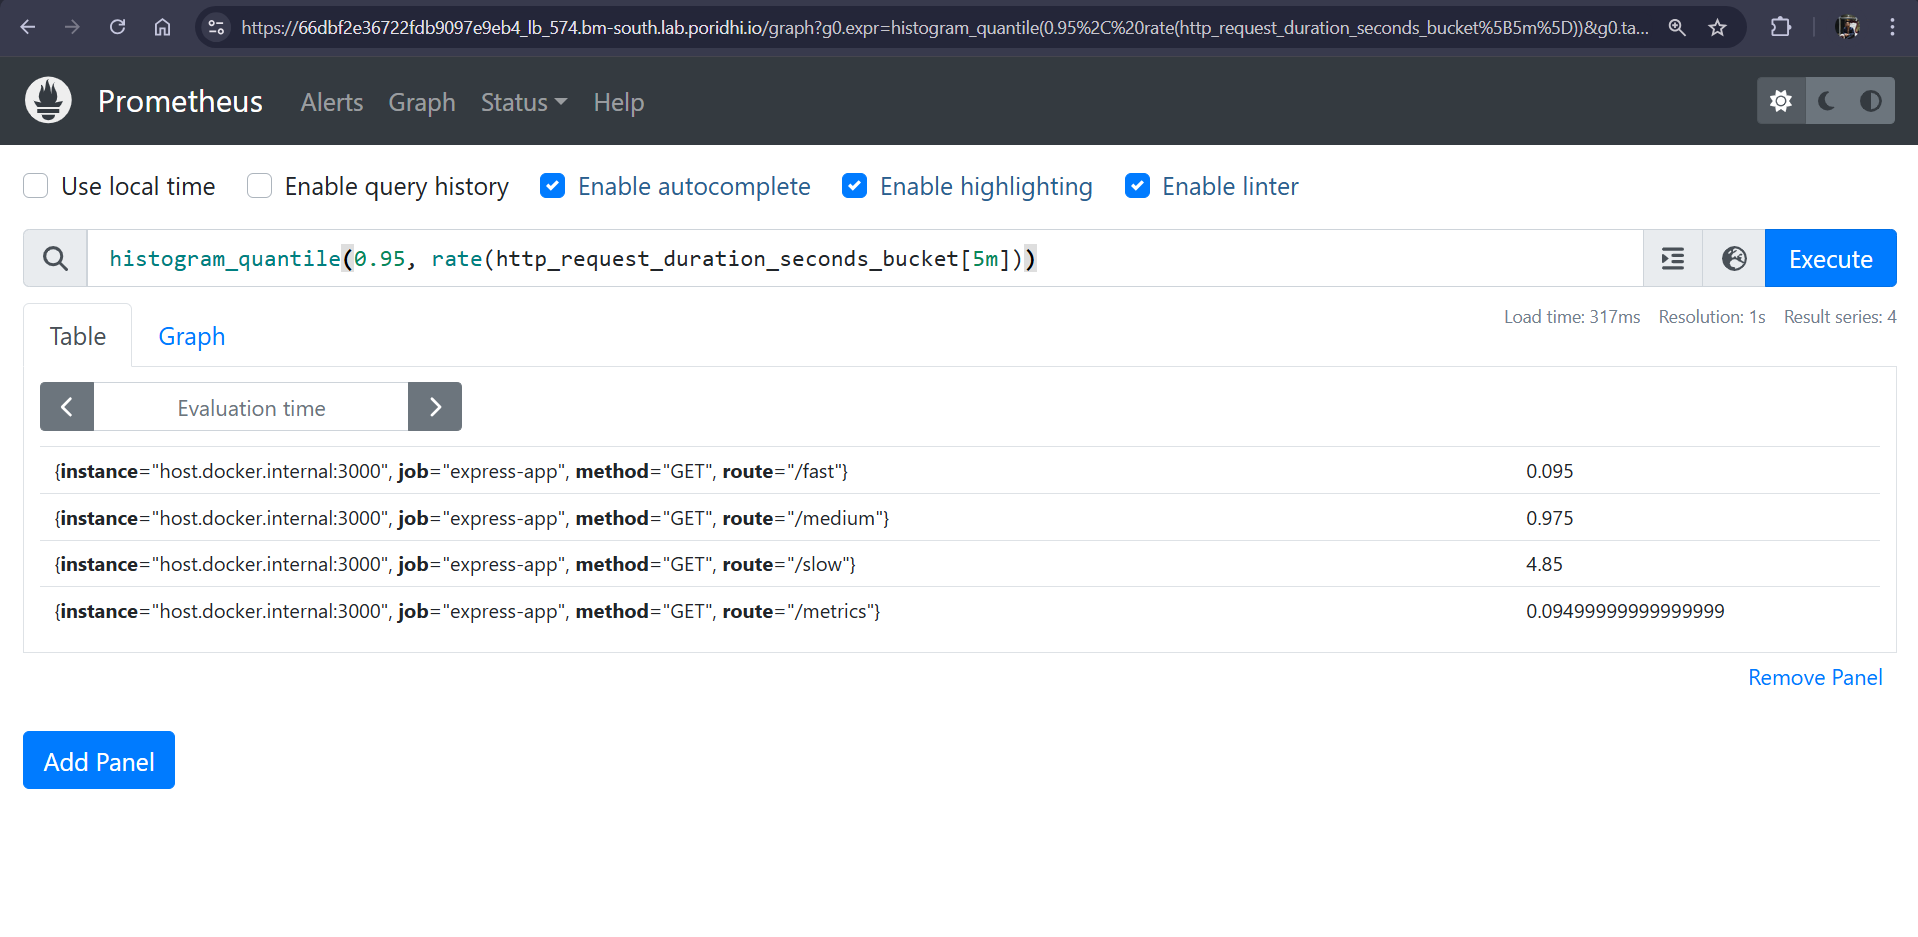 https://66dbf2e36722fdb9097e9eb4_lb_574.bm-south.lab.poridhi.io/graph?g0.expr=histogram_quantile(0.95%2C%20rate(http_request_duration_seconds_bucket%5B5m%5D))&g0.ta...
Prometheus Alerts Graph Status Help
Use local time Enable query history Enable autocomplete Enable highlighting Enable linter
histogram_quantile(0.95, rate(http_request_duration_seconds_bucket[5m])) Execute
Load time: 317ms Resolution: 1s Result series: 4
Table Graph
Evaluation time
{instance="host.docker.internal:3000", job="express-app", method="GET", route="/fast"} 0.095
{instance="host.docker.internal:3000", job="express-app", method="GET", route="/medium"} 0.975
{instance="host.docker.internal:3000", job="express-app", method="GET", route="/slow"} 4.85
{instance="host.docker.internal:3000", job="express-app", method="GET", route="/metrics"} 0.09499999999999999
Remove Panel
Add Panel